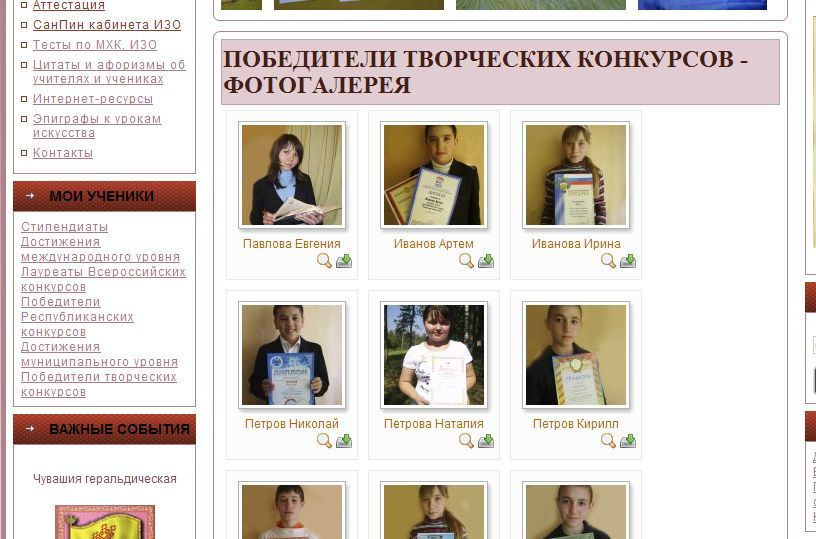 Аттестация
СанПин кабинета ИЗО
Тесты по МХК, ИЗО
Цитаты и афоризмы об
учителях и учениках
Интернет-ресурсы
Эпиграфы к урокам
искусства
Контакты
МОИ УЧЕНИКИ
Стипендиаты
Достижения
международного уровня
Лауреаты Всероссийских
конкурсов
Победители
Республиканских
конкурсов
Достижения
муниципального уровня
Победители творческих
конкурсов
ВАЖНЫЕ СОБЫТИЯ
Чувашия геральдическая
ПОБЕДИТЕЛИ ТВОРЧЕСКИХ КОНКУРСОВ -
ФОТОГАЛЕРЕЯ
Павлова Евгения
Иванов Артем
Иванова Ирина
Петров Николай
Петрова Наталия
Петров Кирилл
ДИПЛОМ
ГРАМОТА